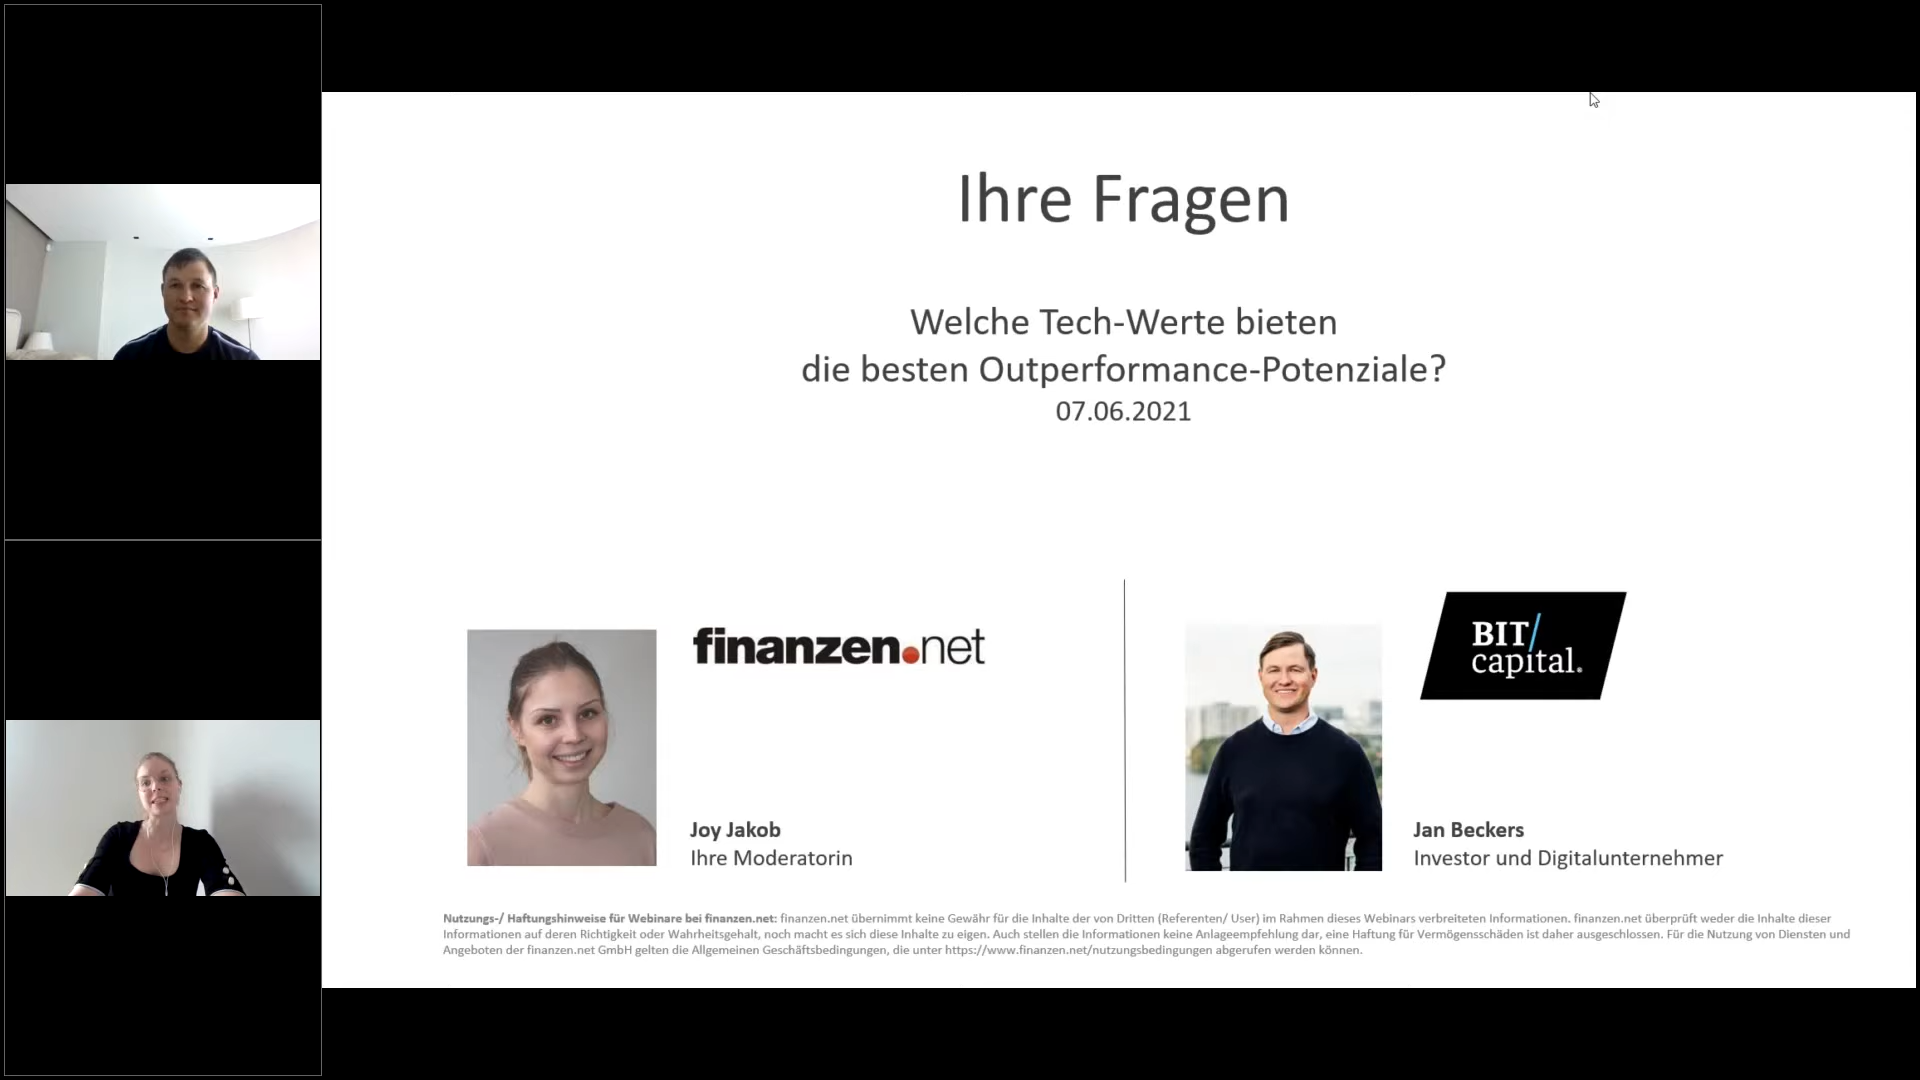 Ihre Fragen
Welche Tech-Werte bieten
die besten Outperformance-Potenziale?
07.06.2021
finanzen.net
Joy Jakob
Ihre Moderatorin
BIT/
capital.
Jan Beckers
Investor und Digitalunternehmer
Nutzungs-/ Haftungshinweise für Webinare bei finanzen.net: finanzen.net übernimmt keine Gewähr für die Inhalte der von Dritten (Referenten/ User) im Rahmen dieses Webinars verbreiteten Informationen. finanzen.net überprüft weder die Inhalte dieser
Informationen auf deren Richtigkeit oder Wahrheitsgehalt, noch macht es sich diese Inhalte zu eigen. Auch stellen die Informationen keine Anlageempfehlung dar, eine Haftung für Vermögensschäden ist daher ausgeschlossen. Für die Nutzung von Diensten und
Angeboten der finanzen.net GmbH gelten die Allgemeinen Geschäftsbedingungen, die unter https://www.finanzen.net/nutzungsbedingungen abgerufen werden können.